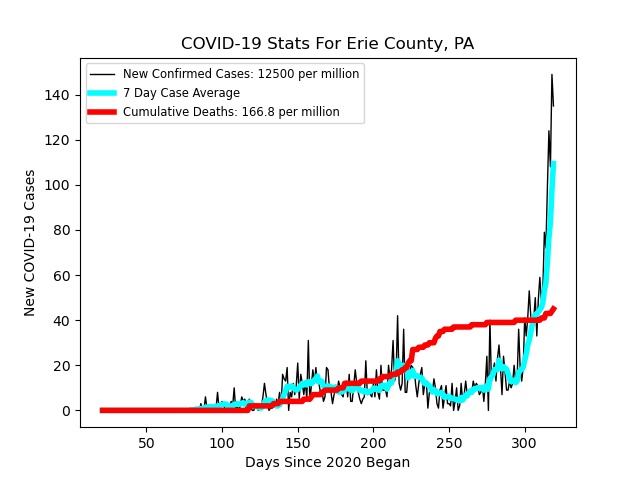 COVID-19 Stats For Erie County, PA
New Confirmed Cases: 12500 per million
7 Day Case Average
Cumulative Deaths: 166.8 per million
New COVID-19 Cases
140
120
100
80
60
40
20
0
50 100 150 200 250 300
Days Since 2020 Began